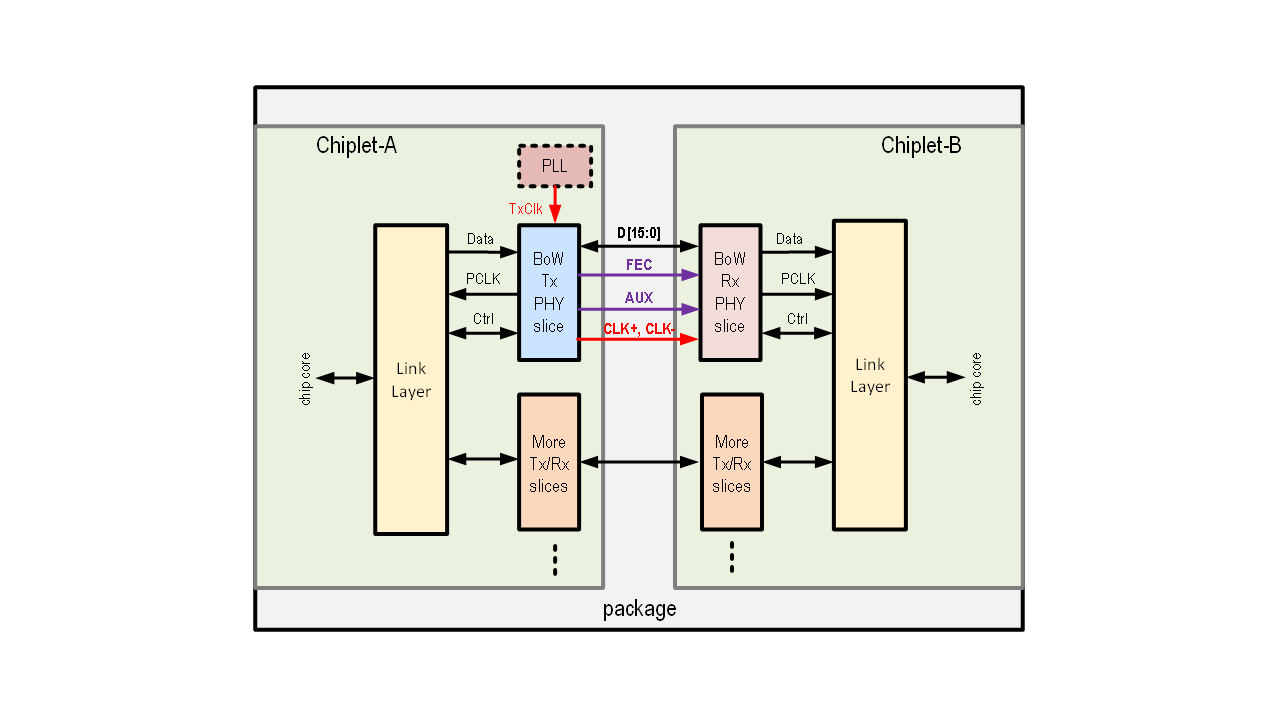 Chiplet-A
Chiplet-B
PLL
TxClk
D[15:0]
Data
Data
BoW
Tx
PHY
slice
FEC
BoW
Rx
PHY
slice
PCLK
PCLK
AUX
Ctrl
Ctrl
CLK+, CLK-
chip core
Link
Layer
Link
Layer
chip core
More
Tx/Rx
slices
More
Tx/Rx
slices
package